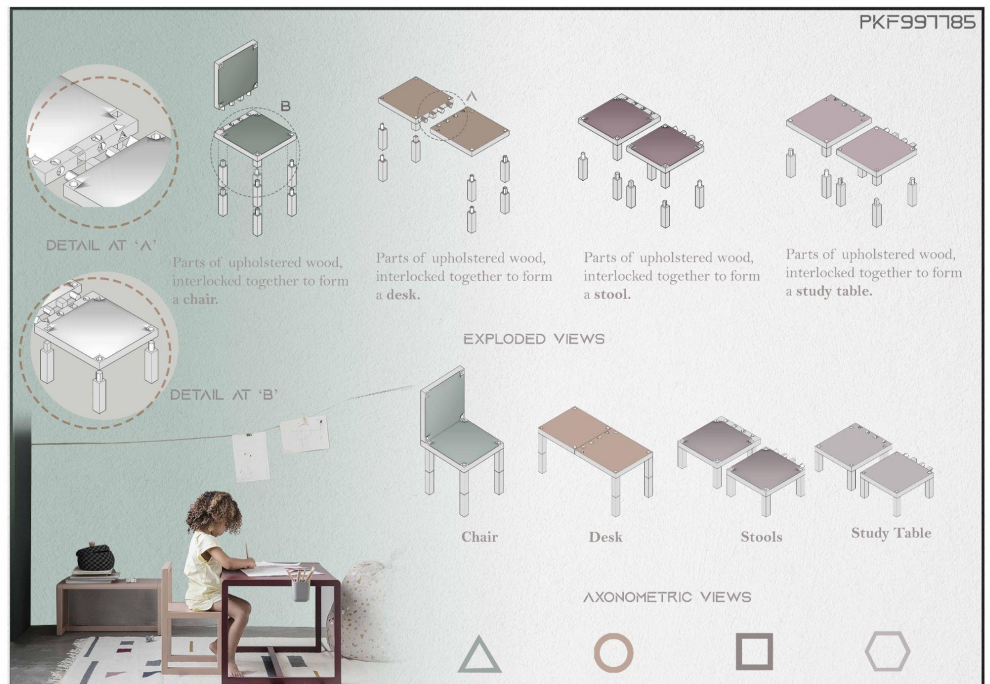 PKF997785
B
A
DETAIL AT 'A'
Parts of upholstered wood,
interlocked together to form
a chair.
Parts of upholstered wood,
interlocked together to form
a desk.
Parts of upholstered wood,
interlocked together to form
a stool.
Parts of upholstered wood,
interlocked together to form
a study table.
EXPLODED VIEWS
DETAIL AT 'B'
Chair
Desk
Stools
Study Table
AXONOMETRIC VIEWS